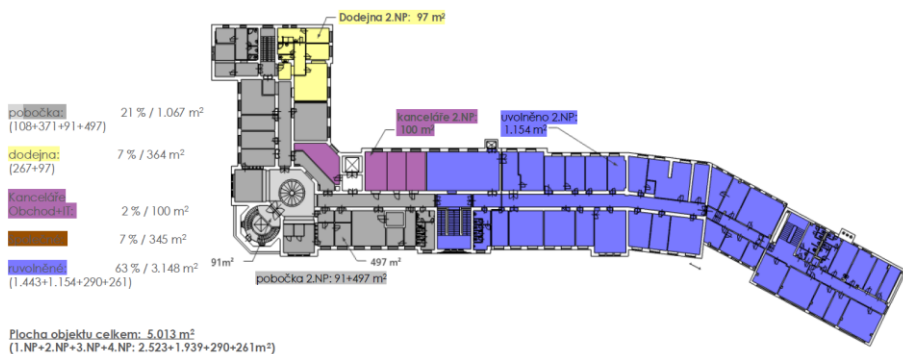 Dodejna 2.NP: 97 m²
kanceláře 2.NP:
100 m²
uvolněno 2.NP:
1.154 m²
pobočka: 21 % / 1.067 m²
(108+371+91+497)
dodejna: 7 % / 364 m²
(267+97)
Kanceláře
Obchod+IT: 2 % / 100 m²
7 % / 345 m²
ruvolněné: 63 % / 3.148 m²
(1.443+1.154+290+261)
91m²
497 m²
pobočka 2.NP: 91+497 m²
Plocha objektu celkem: 5.013 m²
(1.NP+2.NP+3.NP+4.NP: 2.523+1.939+290+261m²)